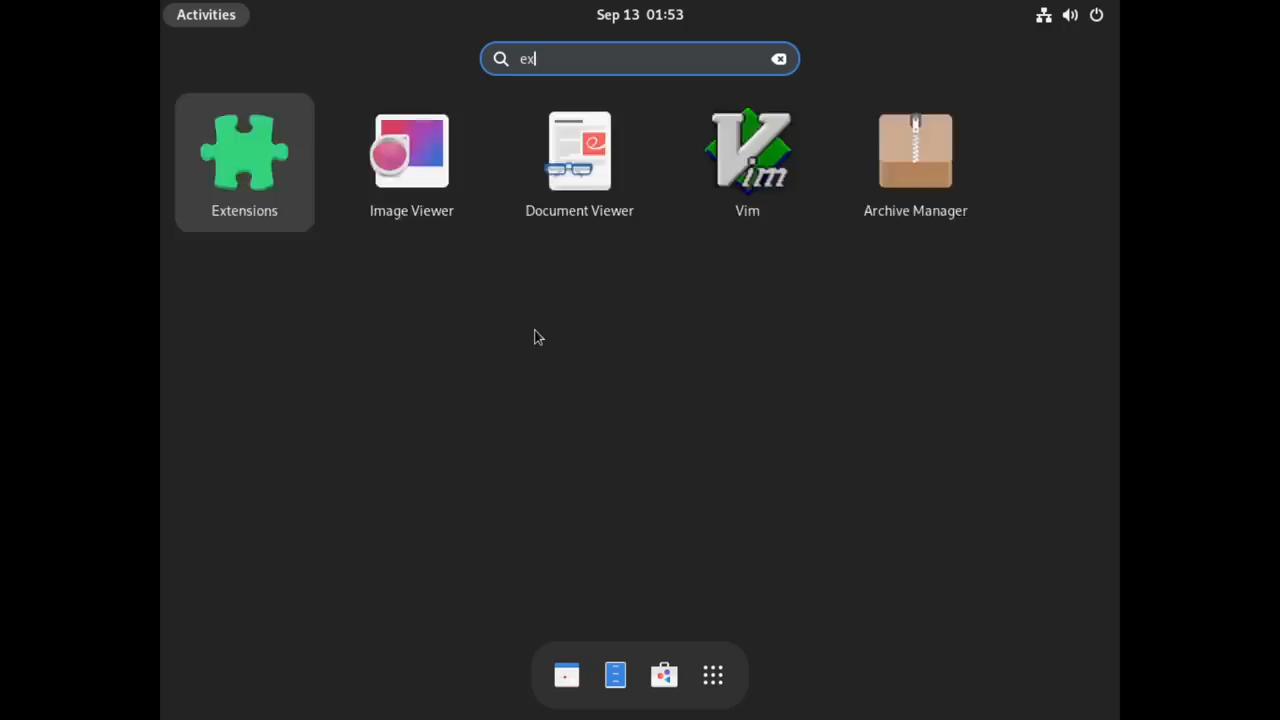 Activities
Sep 13 01:53
ex
Extensions
Image Viewer
Document Viewer
Vim
Archive Manager